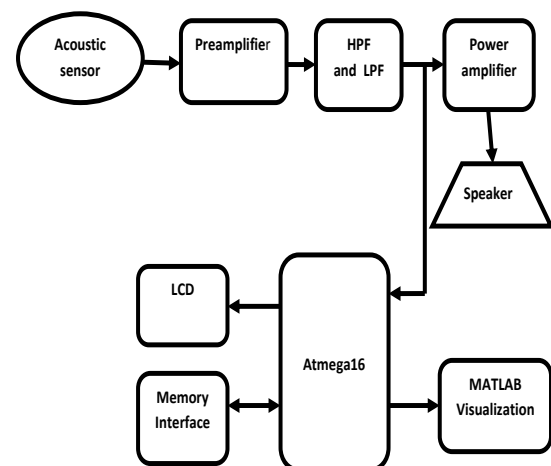 Acoustic
sensor
Preamplifier
HPF
and LPF
Power
amplifier
Speaker
LCD
Atmega16
Memory
Interface
MATLAB
Visualization